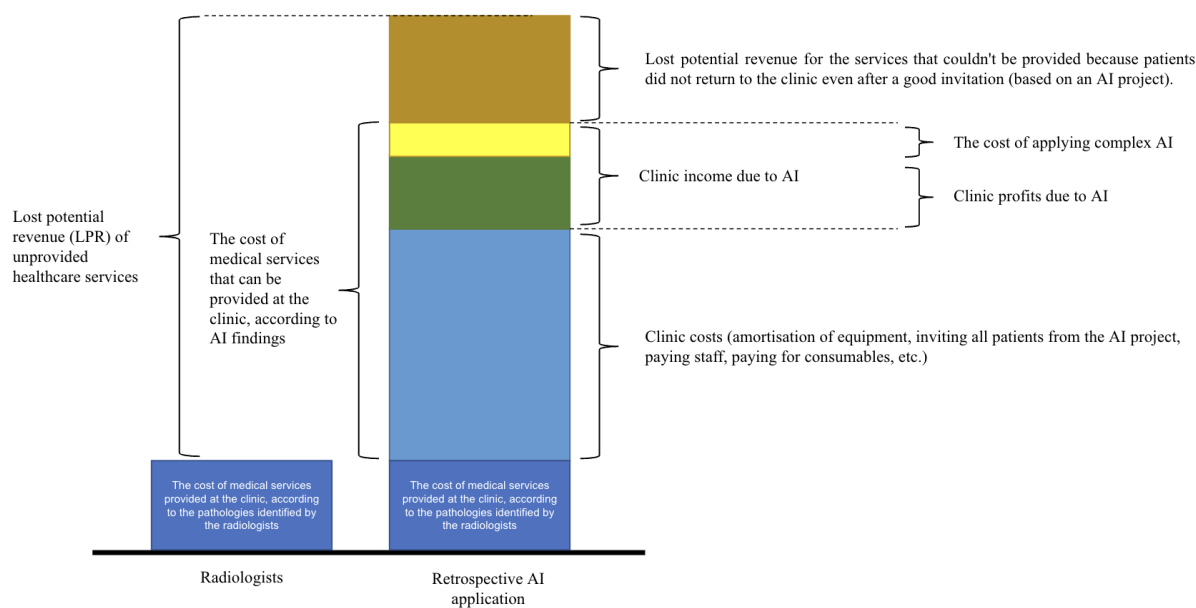 Lost potential revenue for the services that couldn't be provided because patients
did not return to the clinic even after a good invitation (based on an AI project).
The cost of applying complex AI
Clinic income due to AI
Clinic profits due to AI
Lost potential
revenue (LPR) of
unprovided
healthcare services
The cost of
medical services
that can be
provided at the
clinic, according to
AI findings
Clinic costs (amortisation of equipment, inviting all patients from the AI project,
paying staff, paying for consumables, etc.)
The cost of medical services
provided at the clinic, according
to the pathologies identified by
the radiologists
The cost of medical services
provided at the clinic, according
to the pathologies identified by
the radiologists
Radiologists
Retrospective AI
application